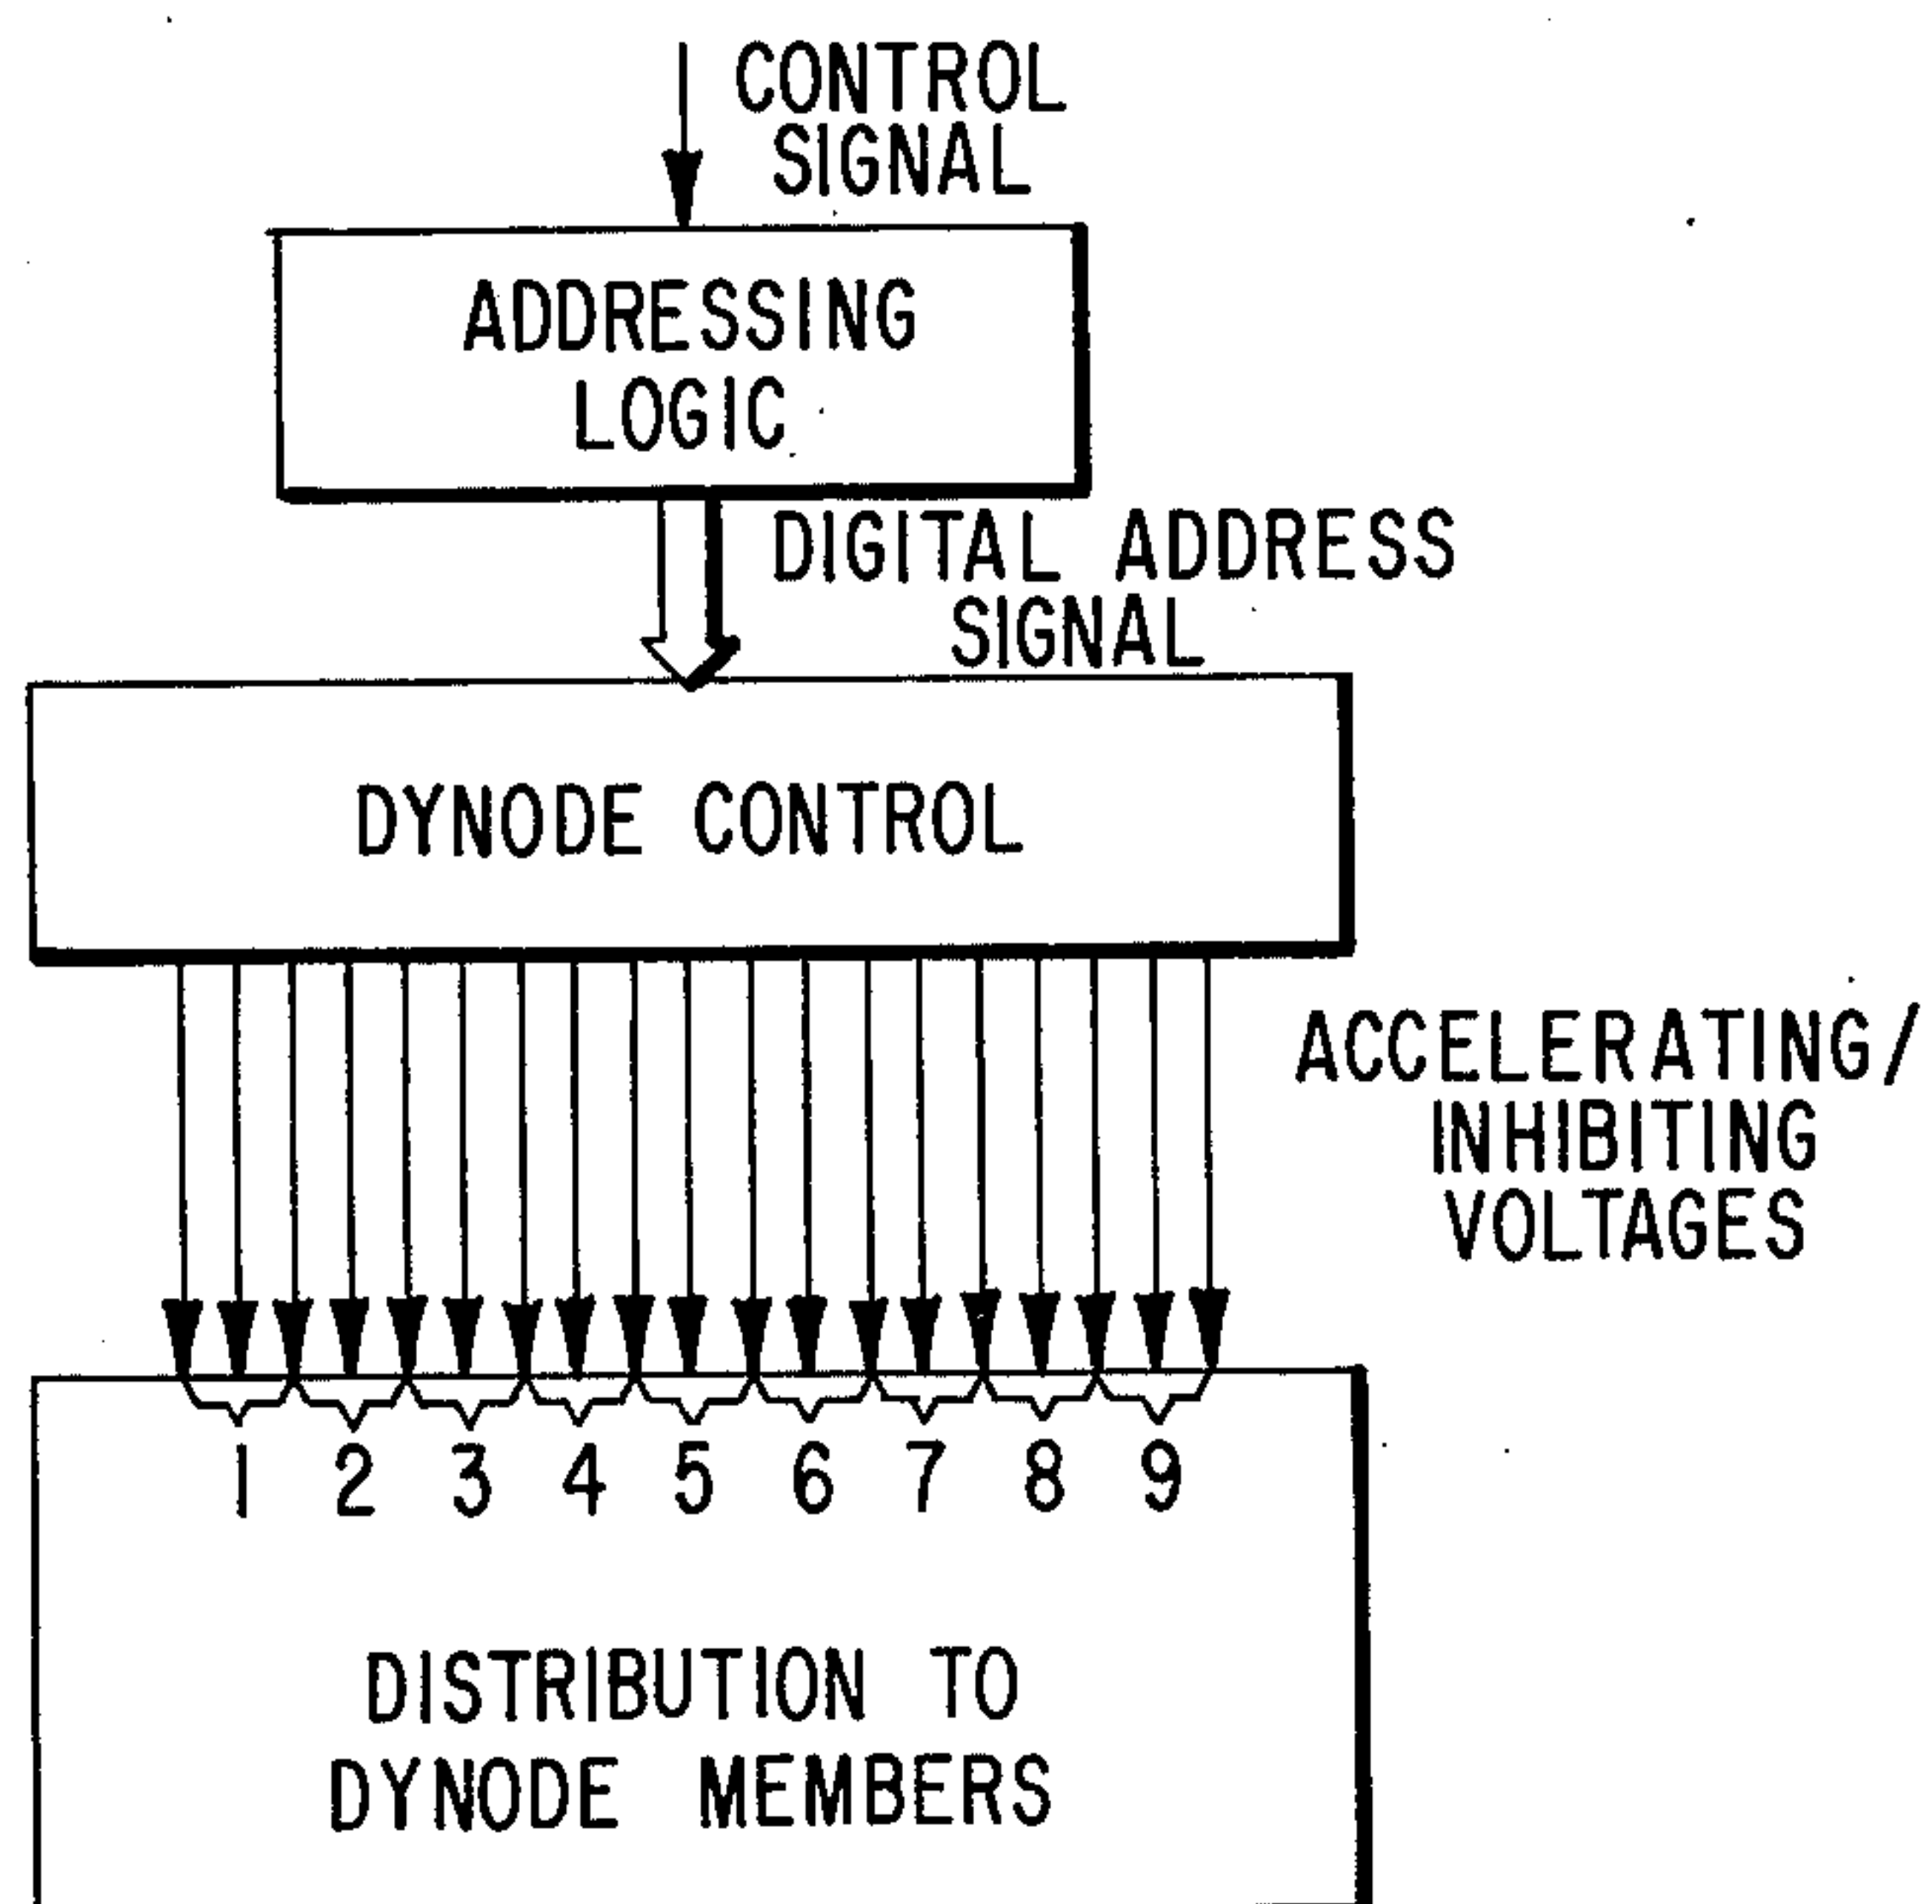 CONTROL
SIGNAL
ADDRESSING
LOGIC
DIGITAL ADDRESS
SIGNAL
DYNODE CONTROL
ACCELERATING/
INHIBITING
VOLTAGES
1 2 3 4 5 6 7 8 9
DISTRIBUTION TO
DYNODE MEMBERS